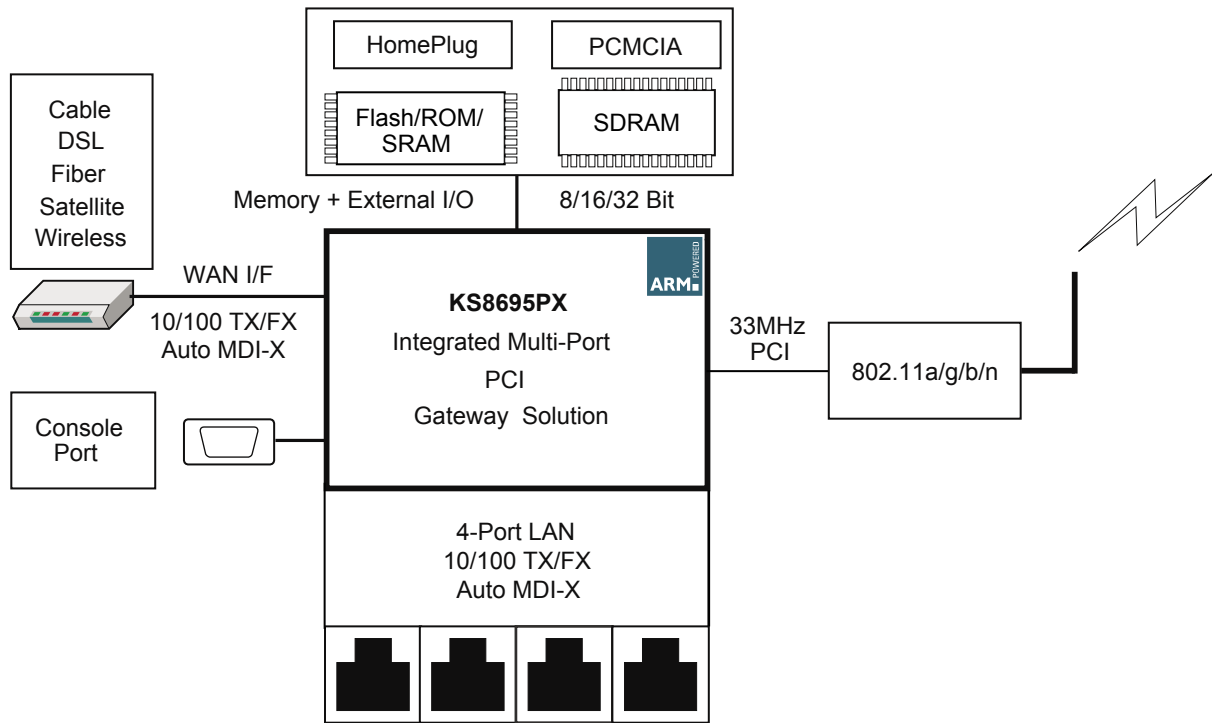 HomePlug
PCMCIA
Flash/ROM/
SRAM
SDRAM
Cable
DSL
Fiber
Satellite
Wireless
Memory + External I/O
8/16/32 Bit
WAN I/F
10/100 TX/FX
Auto MDI-X
ARM POWERED
KS8695PX
Integrated Multi-Port
PCI
Gateway Solution
33MHz
PCI
802.11a/g/b/n
Console
Port
4-Port LAN
10/100 TX/FX
Auto MDI-X